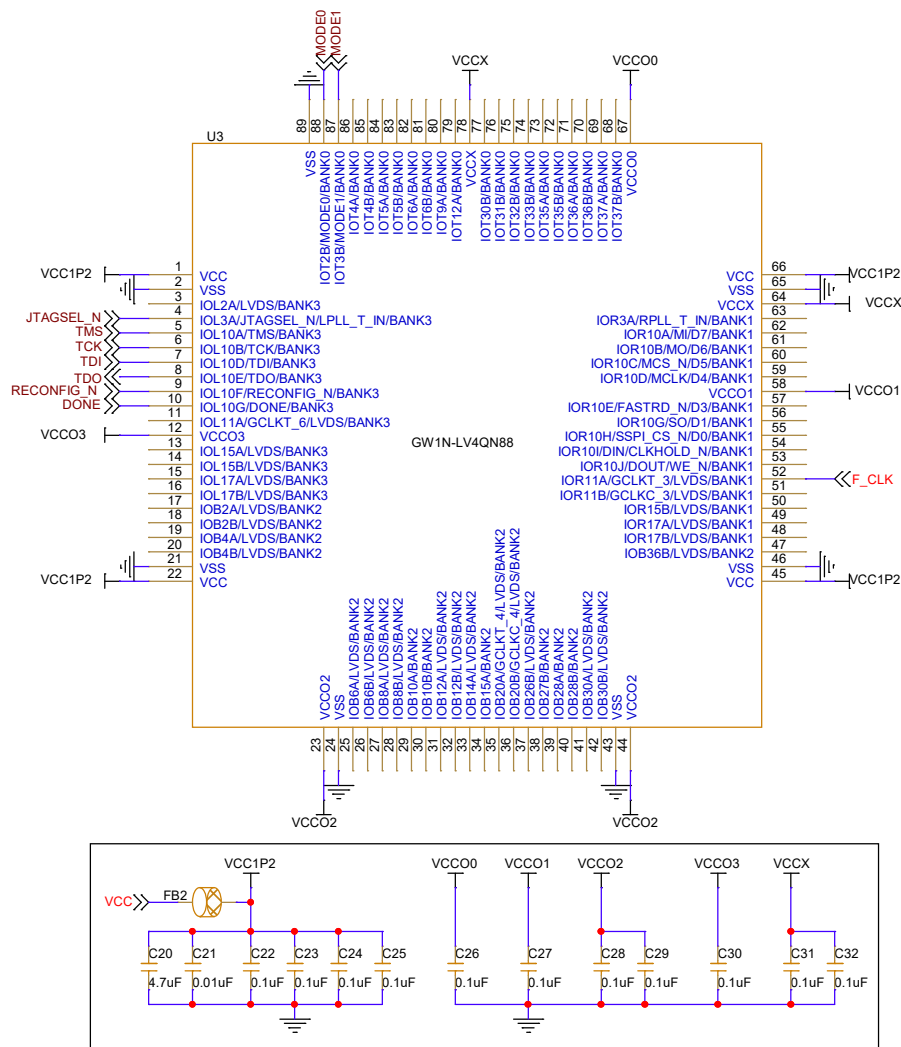 MODE0
MODE1
VCCX
VCCO0
89
88
87
86
85
84
83
82
81
80
79
78
77
76
75
74
73
72
71
70
69
68
67
U3
VSS
IOT2B/MODE0/BANK0
IOT3B/MODE1/BANK0
IOT4A/BANK0
IOT4B/BANK0
IOT5A/BANK0
IOT5B/BANK0
IOT6A/BANK0
IOT6B/BANK0
IOT9A/BANK0
IOT12A/BANK0
VCCX
IOT30B/BANK0
IOT31B/BANK0
IOT32B/BANK0
IOT33B/BANK0
IOT35A/BANK0
IOT35B/BANK0
IOT36A/BANK0
IOT36B/BANK0
IOT37A/BANK0
IOT37B/BANK0
VCCO0
VCC1P2 1 VCC
2 VSS
3 IOL2A/LVDS/BANK3
JTAGSEL_N 4 IOL3A/JTAGSEL_N/LPLL_T_IN/BANK3
TMS 5 IOL10A/TMS/BANK3
TCK 6 IOL10B/TCK/BANK3
TDI 7 IOL10D/TDI/BANK3
TDO 8 IOL10E/TDO/BANK3
RECONFIG_N 9 IOL10F/RECONFIG_N/BANK3
DONE 10 IOL10G/DONE/BANK3
11 IOL11A/GCLKT_6/LVDS/BANK3
VCCO3 12 VCCO3
13 IOL15A/LVDS/BANK3
14 IOL15B/LVDS/BANK3
15 IOL17A/LVDS/BANK3
16 IOL17B/LVDS/BANK3
17 IOB2A/LVDS/BANK2
18 IOB2B/LVDS/BANK2
19 IOB4A/LVDS/BANK2
20 IOB4B/LVDS/BANK2
21 VSS
VCC1P2 22 VCC
GW1N-LV4QN88
VCC 66 VCC1P2
VSS 65
VCCX 64 VCCX
IOR3A/RPLL_T_IN/BANK1 63
IOR10A/MI/D7/BANK1 62
IOR10B/MO/D6/BANK1 61
IOR10C/MCS_N/D5/BANK1 60
IOR10D/MCLK/D4/BANK1 59
VCCO1 58 VCCO1
IOR10E/FASTRD_N/D3/BANK1 57
IOR10G/SO/D1/BANK1 56
IOR10H/SSPI_CS_N/D0/BANK1 55
IOR10I/DIN/CLKHOLD_N/BANK1 54
IOR10J/DOUT/WE_N/BANK1 53
IOR11A/GCLKT_3/LVDS/BANK1 52 F_CLK
IOR11B/GCLKC_3/LVDS/BANK1 51
IOR15B/LVDS/BANK1 50
IOR17A/LVDS/BANK1 49
IOR17B/LVDS/BANK1 48
IOB36B/LVDS/BANK2 47
VSS 46
VCC 45 VCC1P2
VCCO2
VSS
IOB6A/LVDS/BANK2
IOB6B/LVDS/BANK2
IOB8A/LVDS/BANK2
IOB8B/LVDS/BANK2
IOB10A/BANK2
IOB10B/BANK2
IOB12A/LVDS/BANK2
IOB12B/LVDS/BANK2
IOB14A/LVDS/BANK2
IOB15A/BANK2
IOB20A/GCLKT_4/LVDS/BANK2
IOB20B/GCLKC_4/LVDS/BANK2
IOB26B/LVDS/BANK2
IOB27B/BANK2
IOB28A/BANK2
IOB28B/BANK2
IOB30A/LVDS/BANK2
IOB30B/LVDS/BANK2
VSS
VCCO2
23
24
25
26
27
28
29
30
31
32
33
34
35
36
37
38
39
40
41
42
43
44
VCCO2 VCCO2
VCC1P2 VCCO0 VCCO1 VCCO2 VCCO3 VCCX
VCC FB2
C20 C21 C22 C23 C24 C25 C26 C27 C28 C29 C30 C31 C32
4.7uF 0.01uF 0.1uF 0.1uF 0.1uF 0.1uF 0.1uF 0.1uF 0.1uF 0.1uF 0.1uF 0.1uF 0.1uF